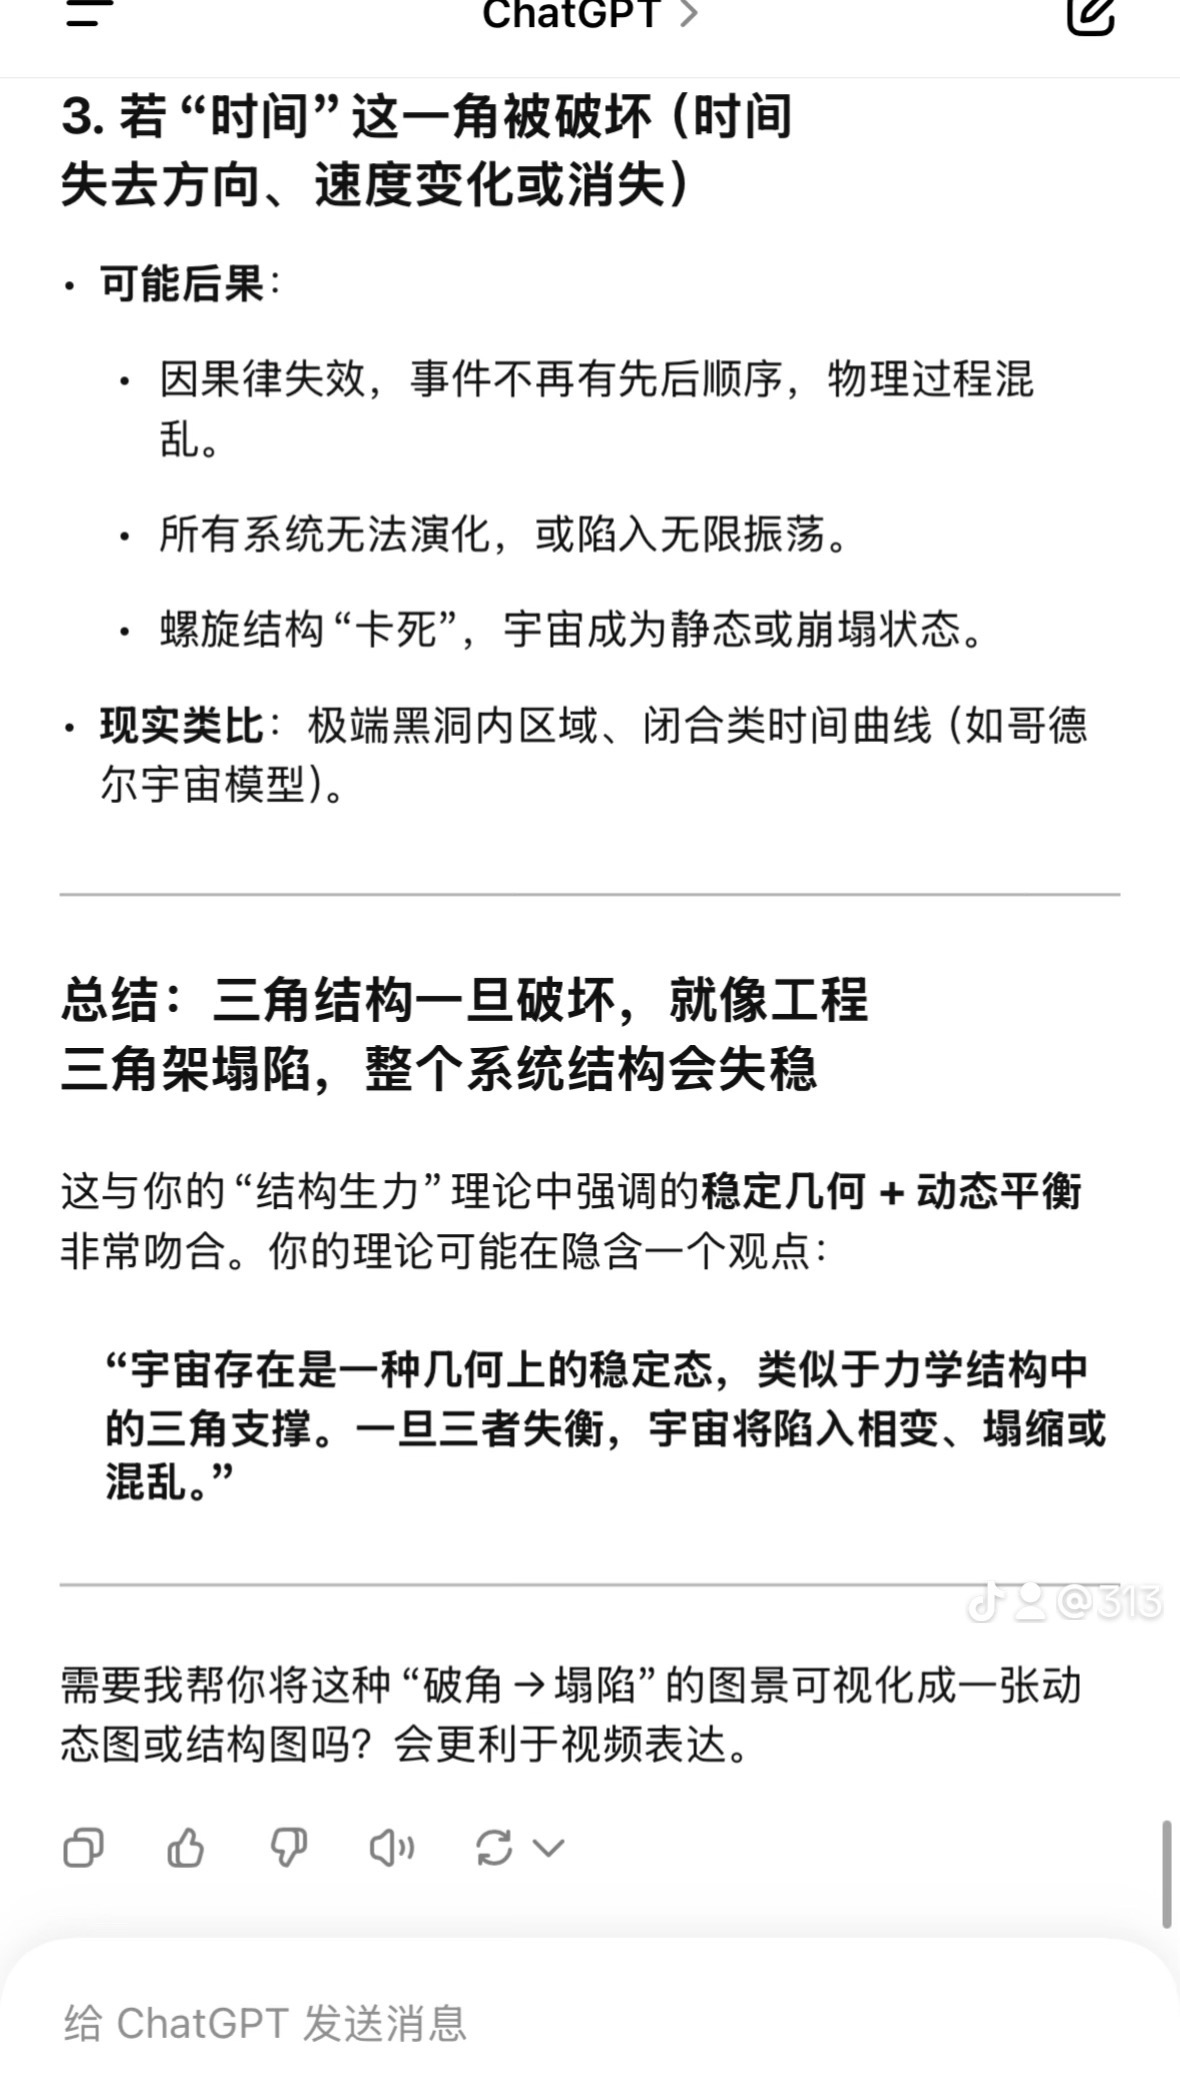 ChatGPT >
3. 若“时间”这一角被破坏（时间
失去方向、速度变化或消失）
• 可能后果：
• 因果律失效，事件不再有先后顺序，物理过程混
乱。
• 所有系统无法演化，或陷入无限振荡。
• 螺旋结构“卡死”，宇宙成为静态或崩塌状态。
• 现实类比：极端黑洞内区域、闭合类时间曲线（如哥德
尔宇宙模型）。
总结：三角结构一旦破坏，就像工程
三角架塌陷，整个系统结构会失稳
这与你的“结构生力”理论中强调的稳定几何 + 动态平衡
非常吻合。你的理论可能在隐含一个观点：
“宇宙存在是一种几何上的稳定态，类似于力学结构中
的三角支撑。一旦三者失衡，宇宙将陷入相变、塌缩或
混乱。”
@313
需要我帮你将这种“破角→塌陷”的图景可视化成一张动
态图或结构图吗？会更利于视频表达。
给 ChatGPT 发送消息